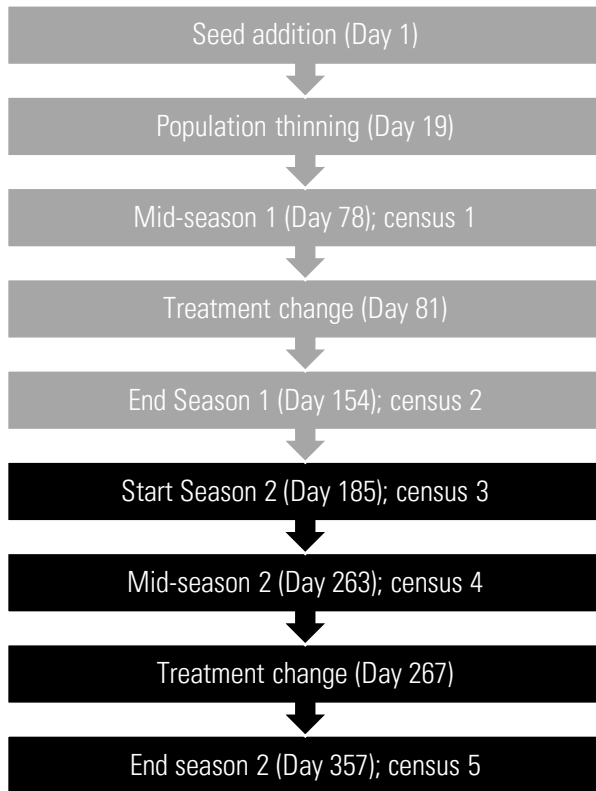 Seed addition (Day 1)
Population thinning (Day 19)
Mid-season 1 (Day 78); census 1
Treatment change (Day 81)
End Season 1 (Day 154); census 2
Start Season 2 (Day 185); census 3
Mid-season 2 (Day 263); census 4
Treatment change (Day 267)
End season 2 (Day 357); census 5